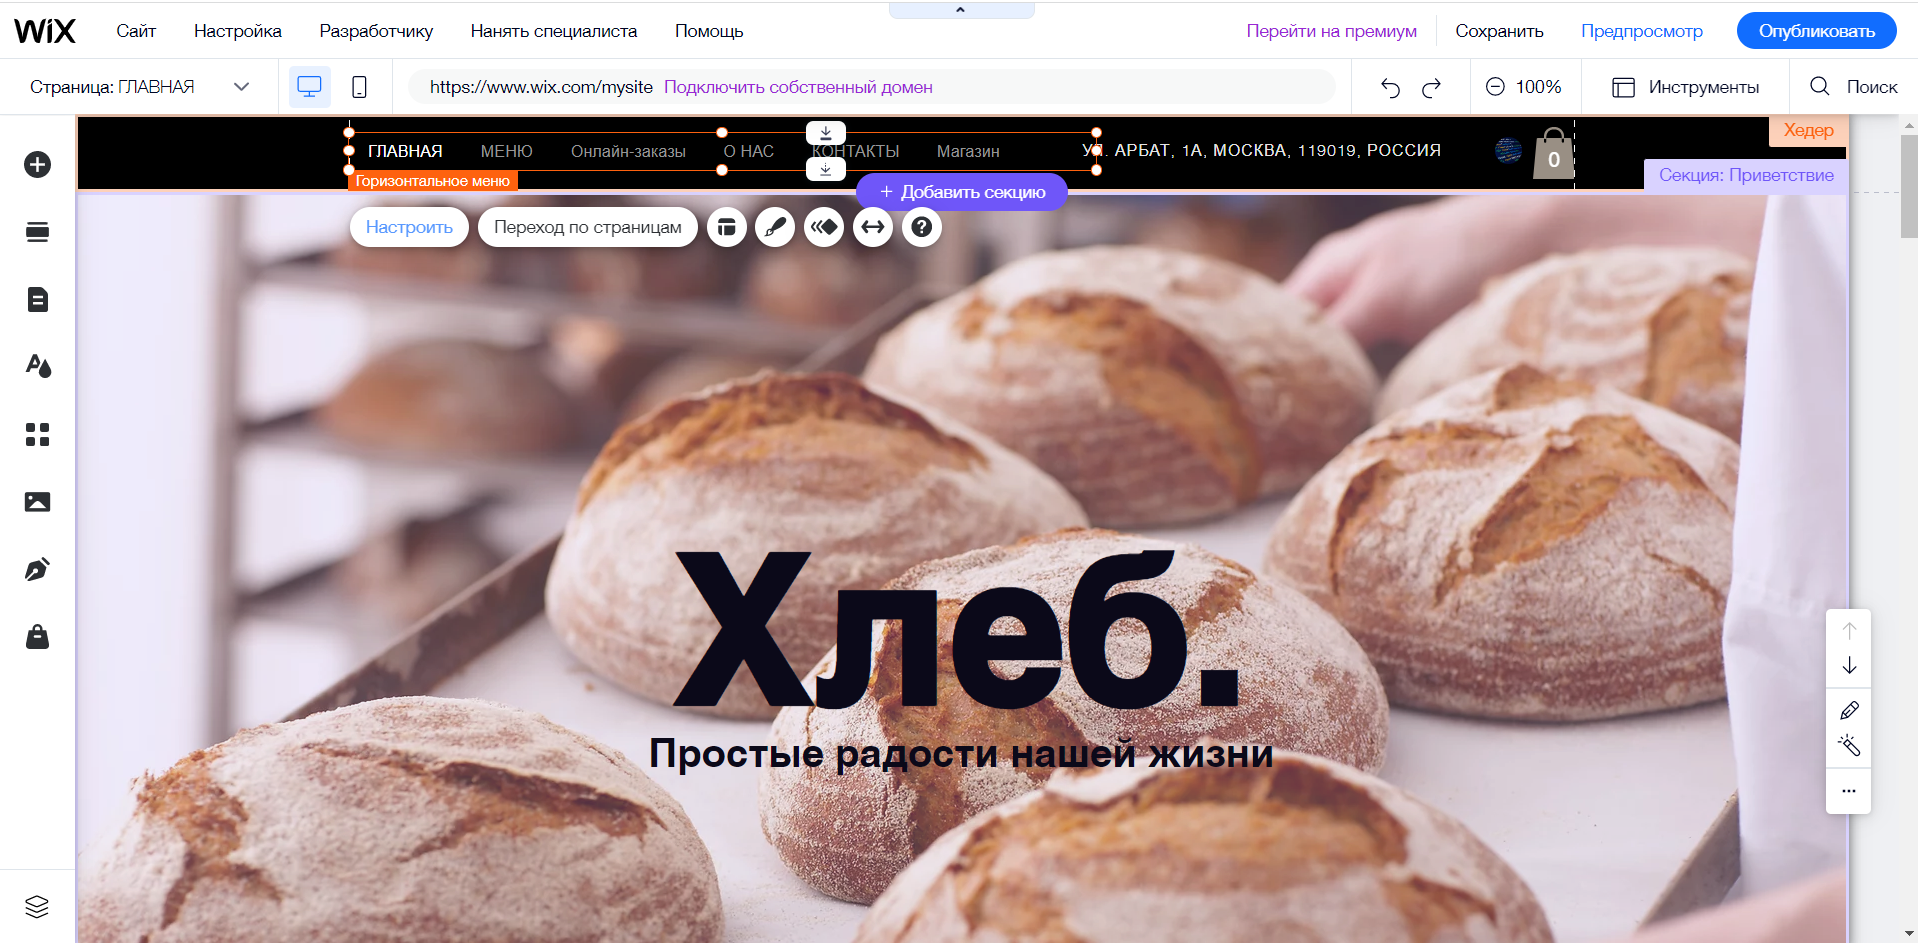 WiX Сайт Настройка Разработчику Нанять специалиста Помощь Перейти на премиум Сохранить Предпросмотр Опубликовать
Страница: ГЛАВНАЯ https://www.wix.com/mysite Подключить собственный домен 100% Инструменты Поиск
Хедер
ГЛАВНАЯ МЕНЮ Онлайн-заказы О НАС КОНТАКТЫ Магазин УЛ. АРБАТ, 1А, МОСКВА, 119019, РОССИЯ 0
Секция: Приветствие
Горизонтальное меню
+ Добавить секцию
Настроить Переход по страницам ?
Хлеб.
Простые радости нашей жизни